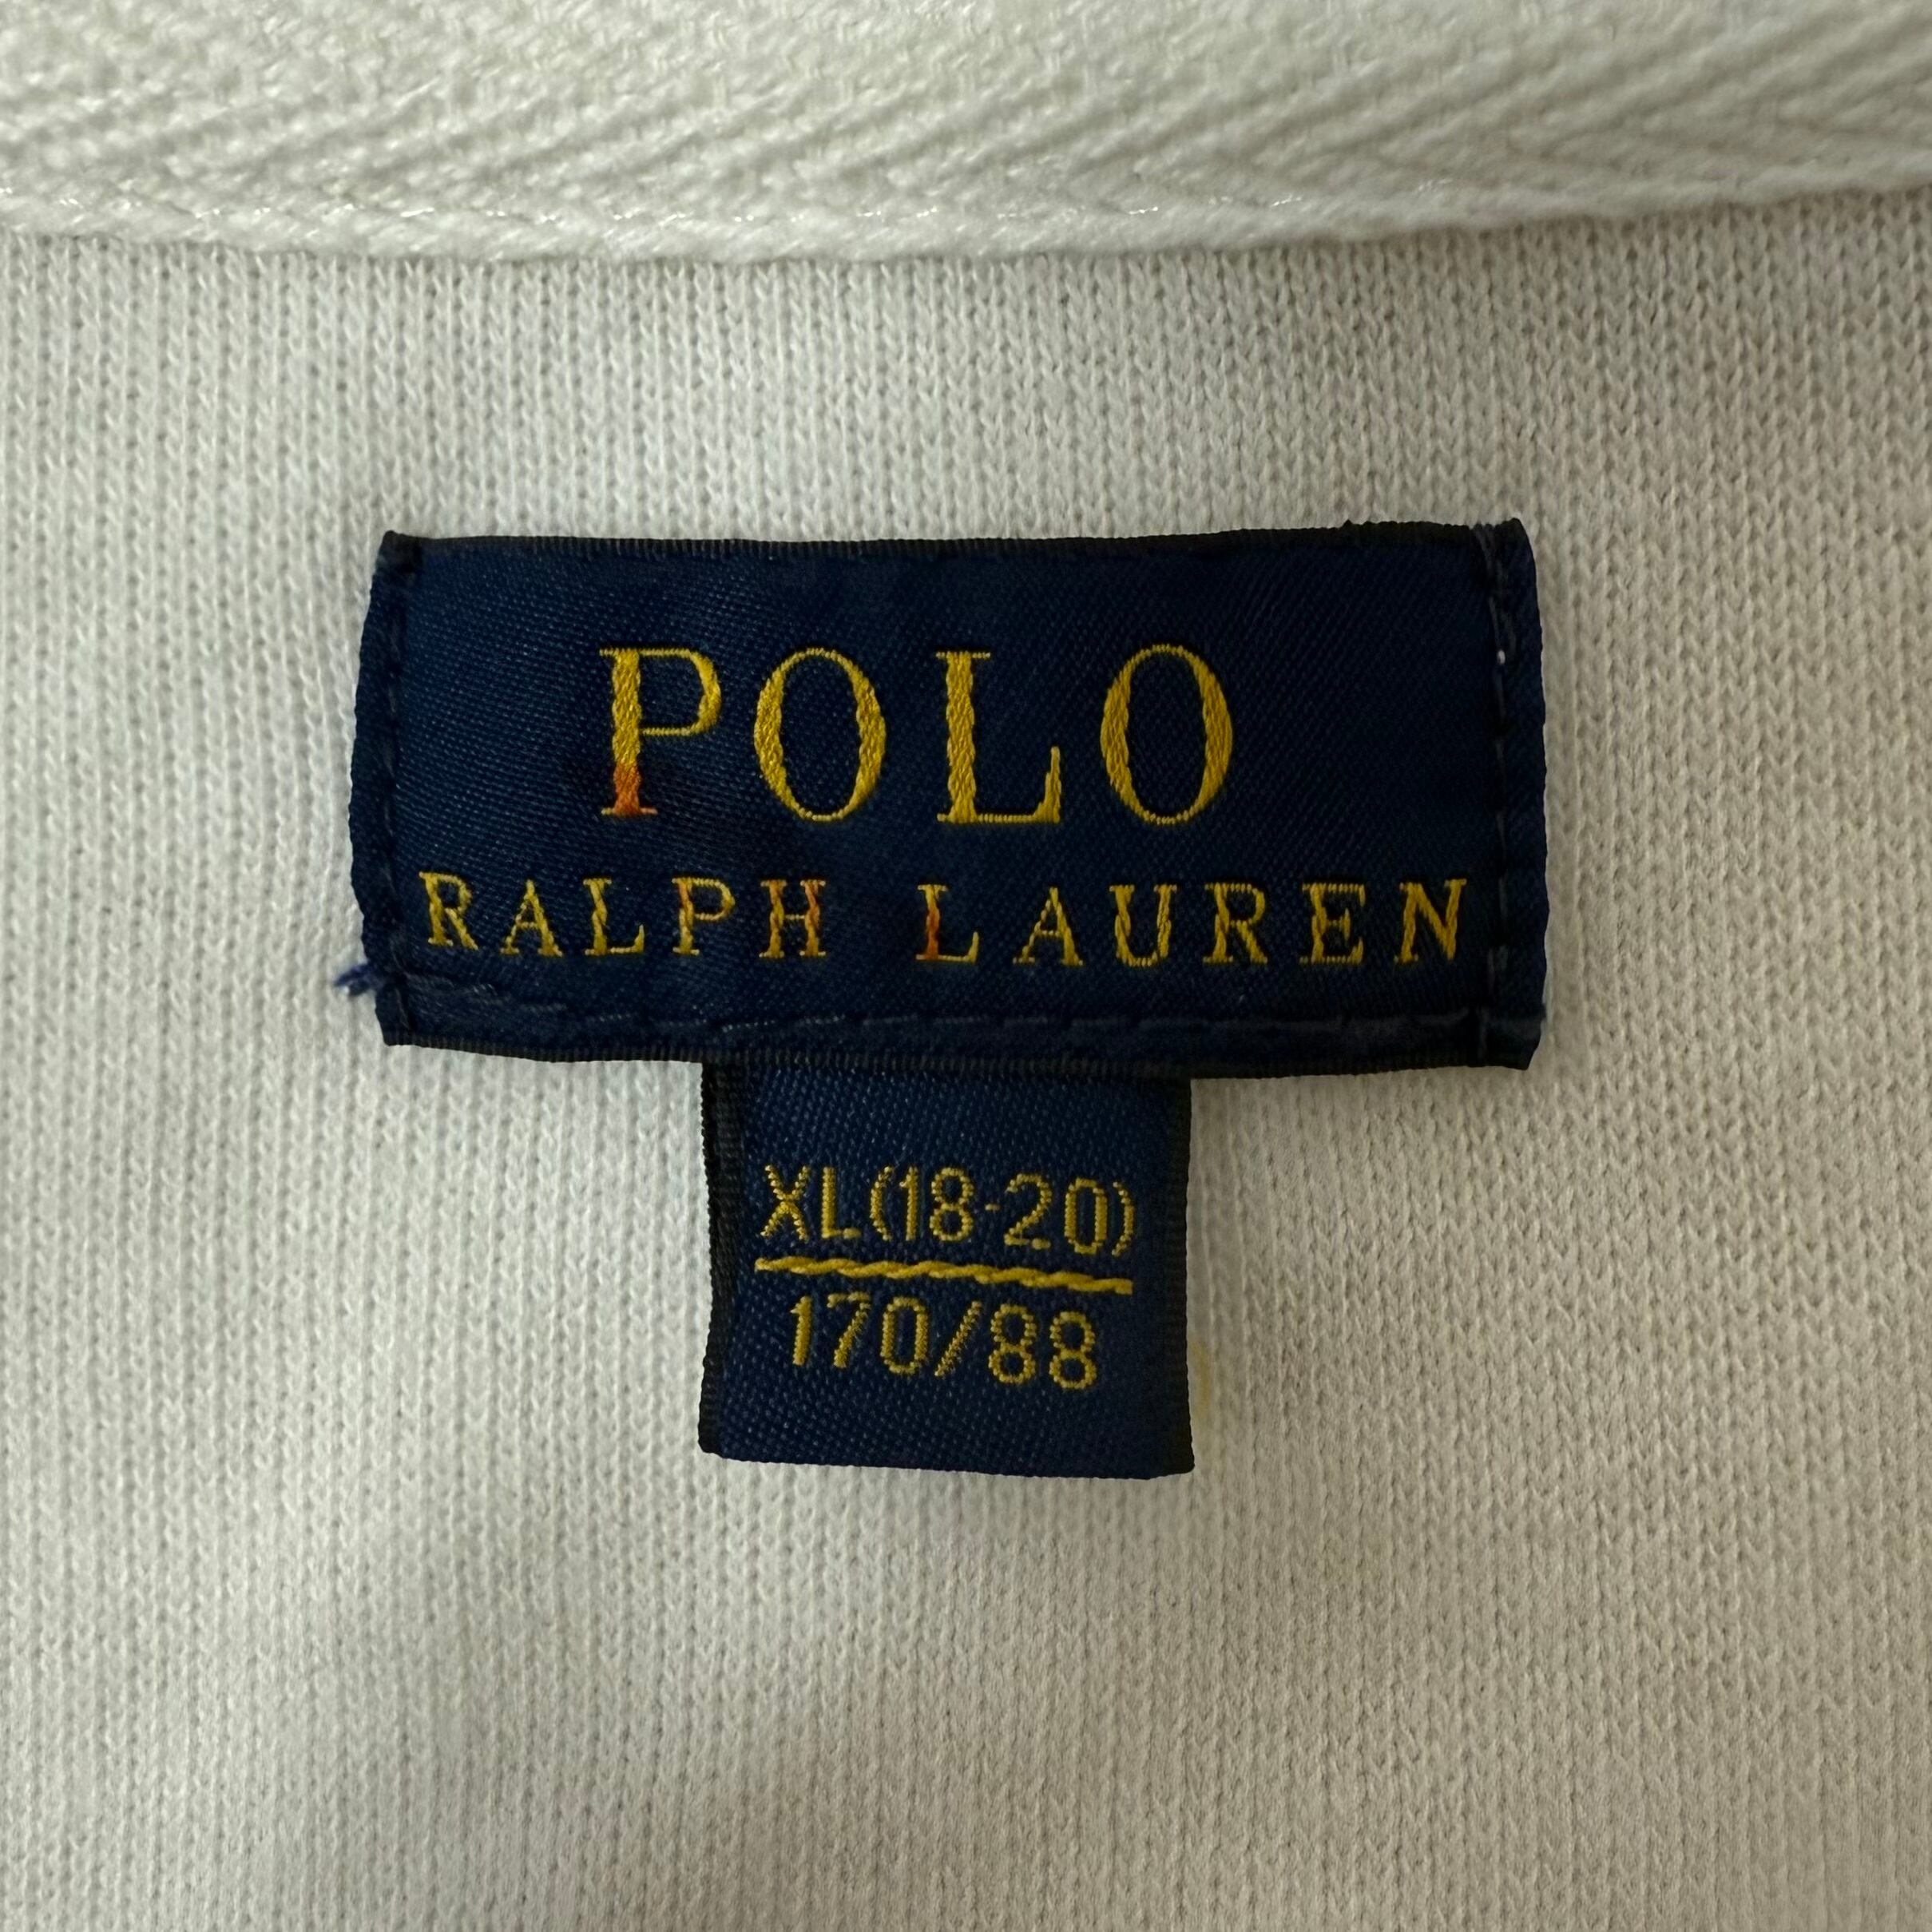 POLO
RALPH LAUREN
XL(18-20)
170/88